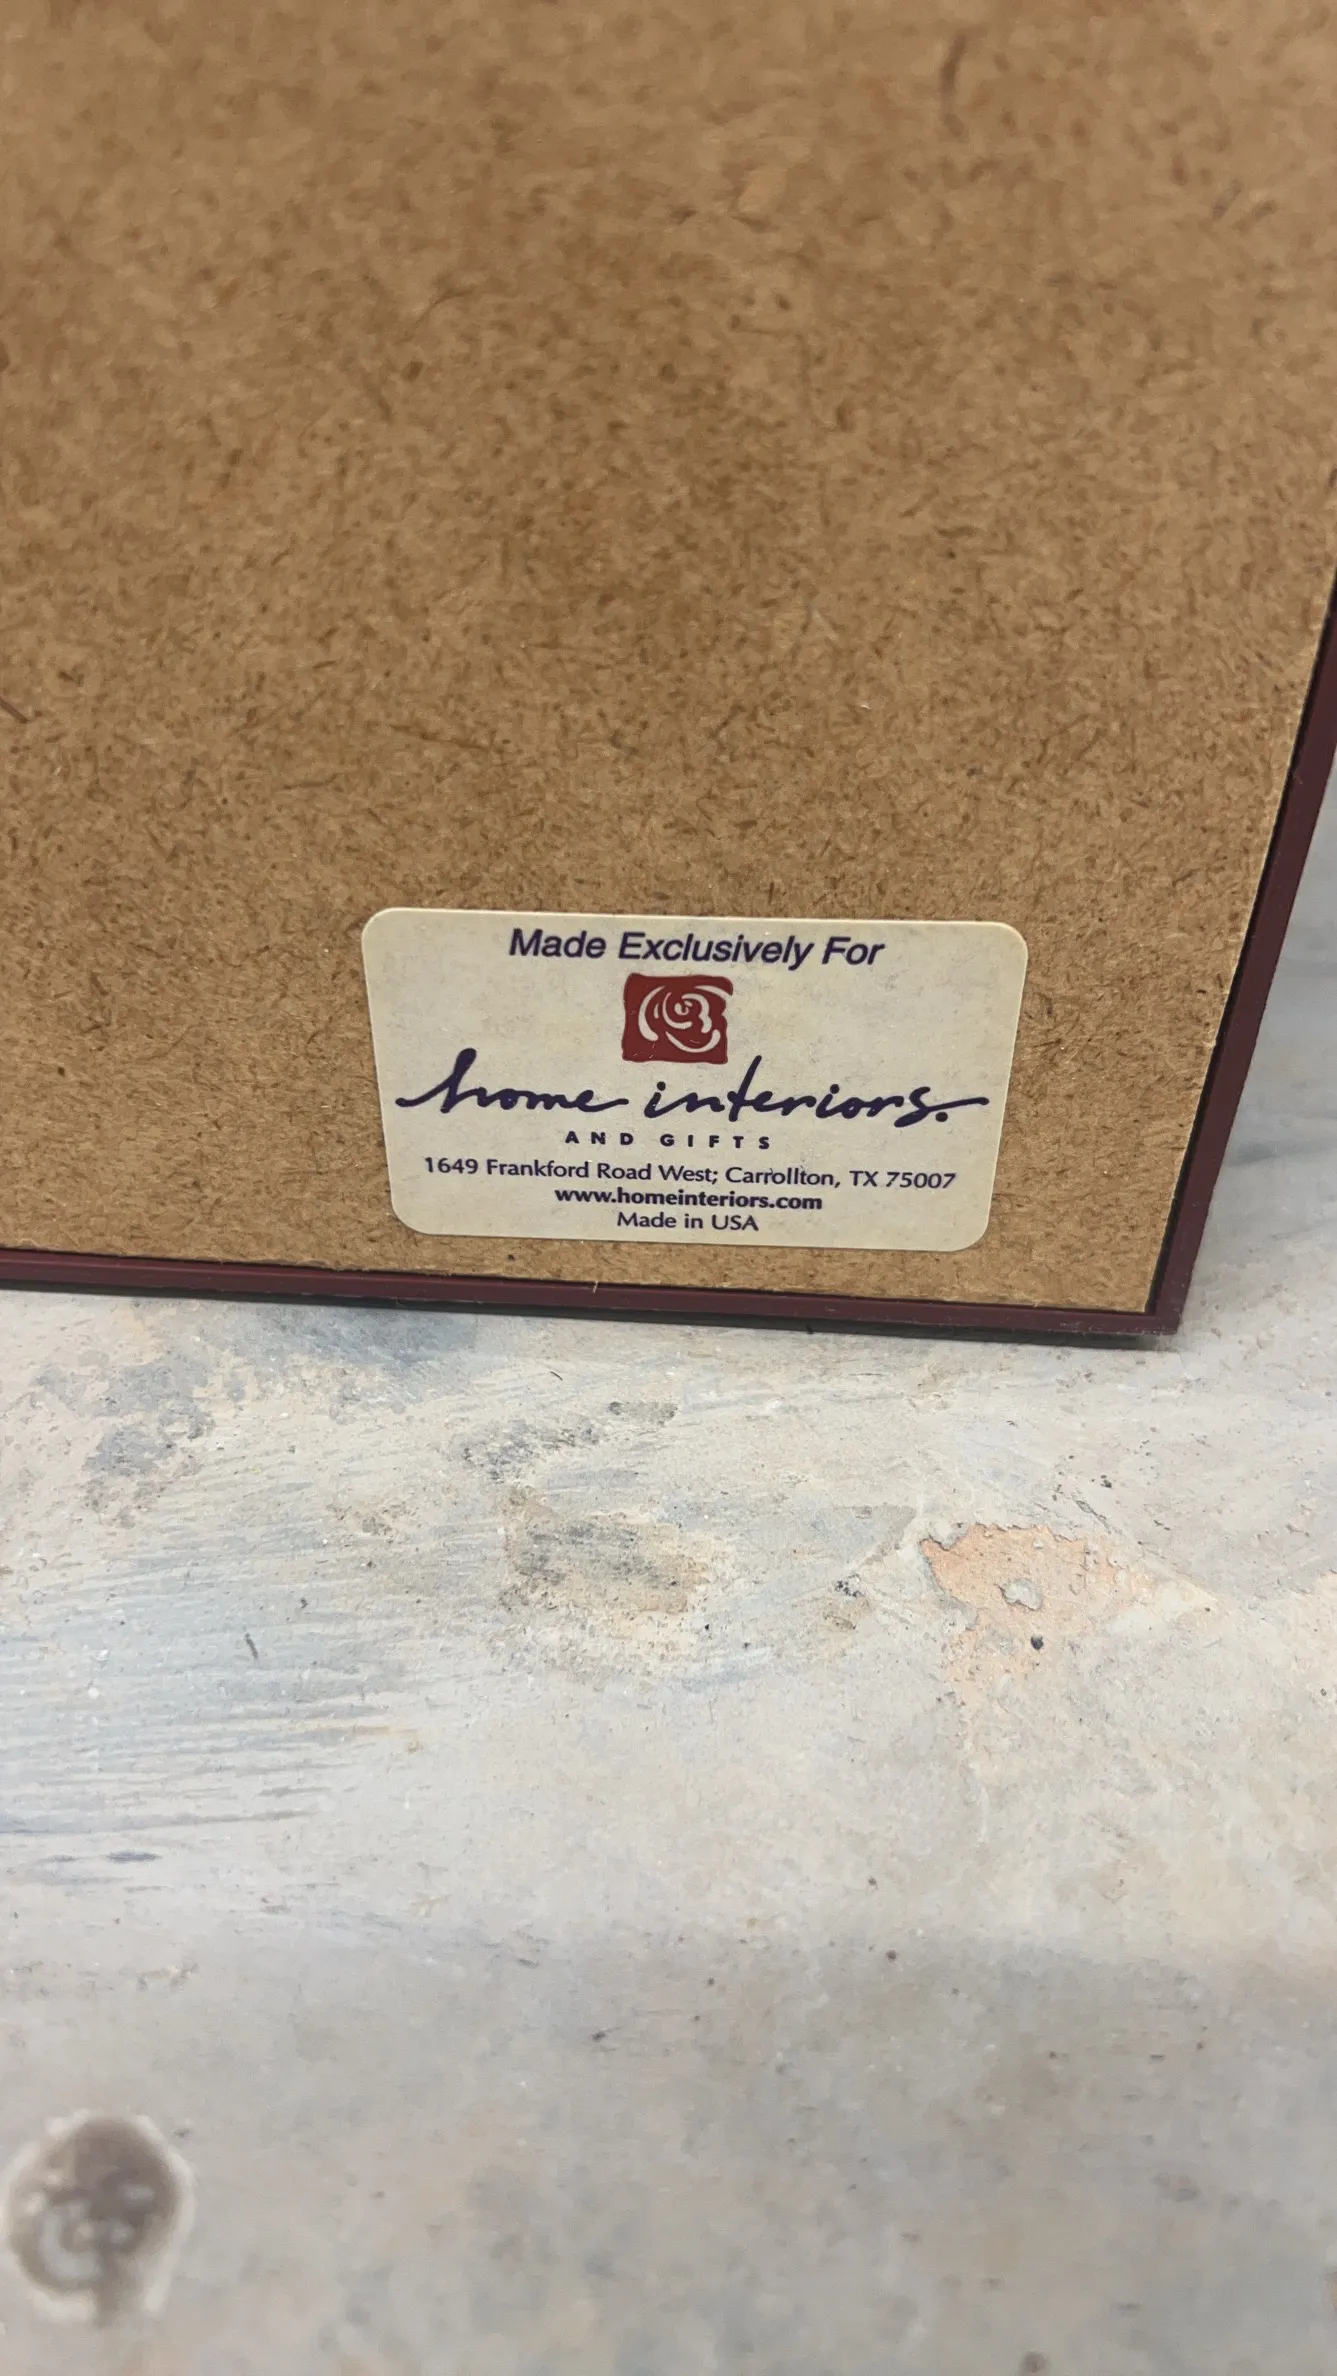 Made Exclusively For
home interiors.
AND GIFTS
1649 Frankford Road West; Carrollton, TX 75007
www.homeinteriors.com
Made in USA